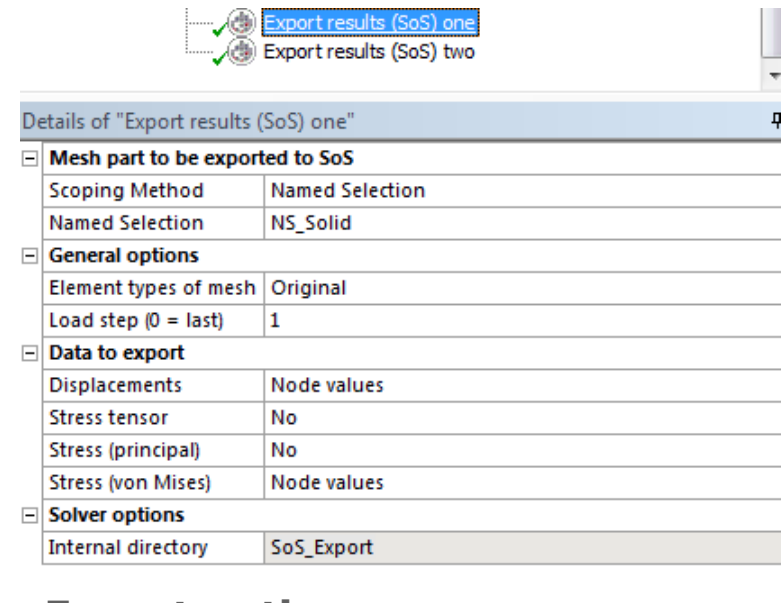 Export results (SoS) one
Export results (SoS) two
Details of "Export results (SoS) one"
Mesh part to be exported to SoS
Scoping Method Named Selection
Named Selection NS_Solid
General options
Element types of mesh Original
Load step (0 = last) 1
Data to export
Displacements Node values
Stress tensor No
Stress (principal) No
Stress (von Mises) Node values
Solver options
Internal directory SoS_Export